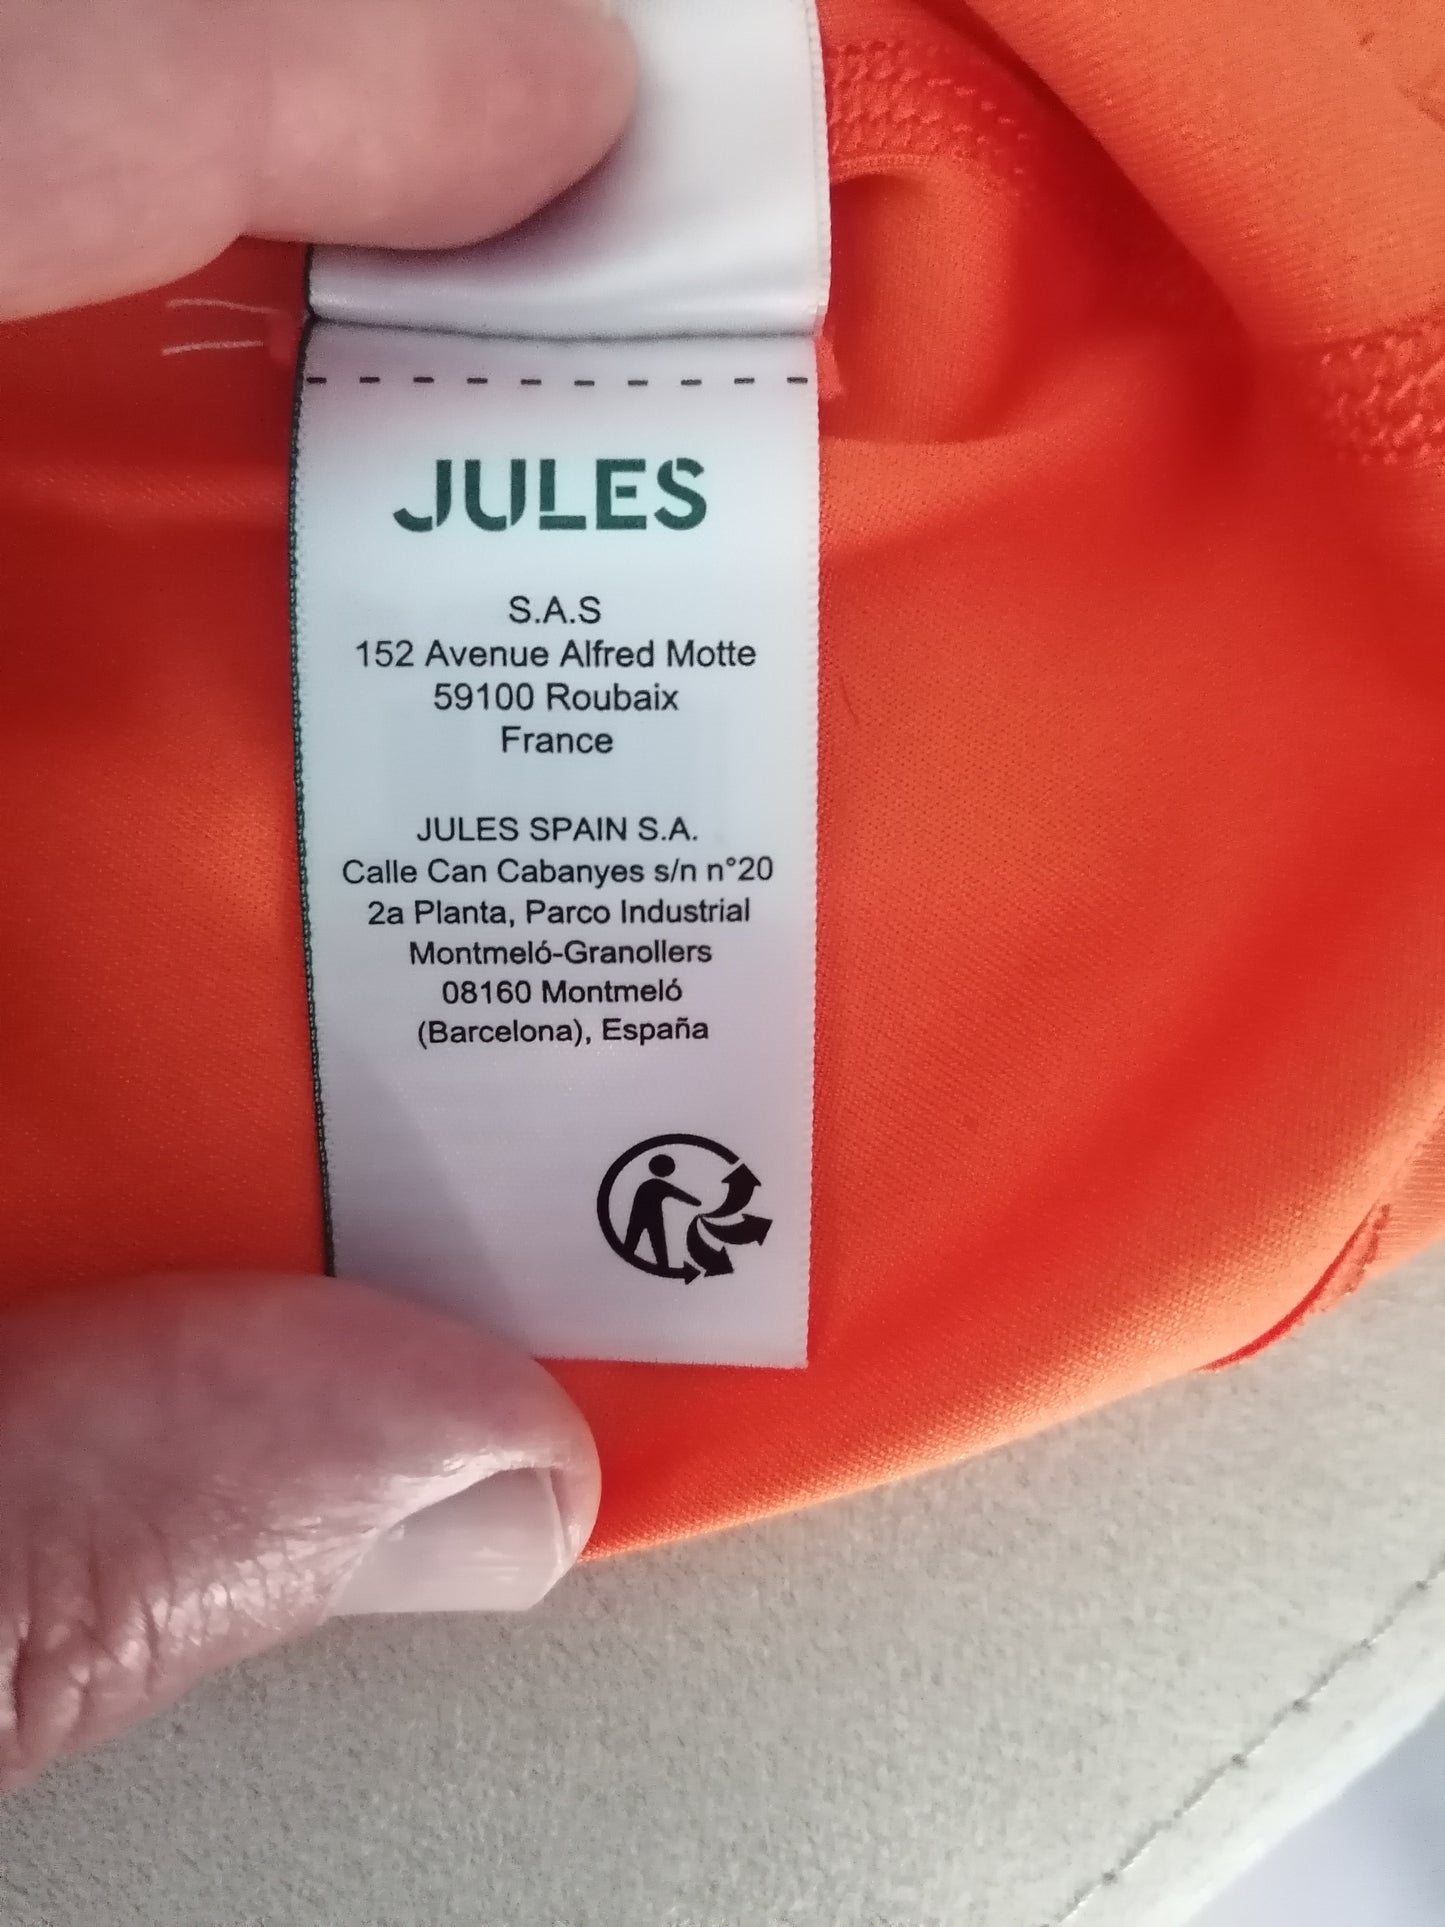 JULES
S.A.S
152 Avenue Alfred Motte
59100 Roubaix
France
JULES SPAIN S.A.
Calle Can Cabanyes s/n n°20
2a Planta, Parco Industrial
Montmeló-Granollers
08160 Montmeló
(Barcelona), España